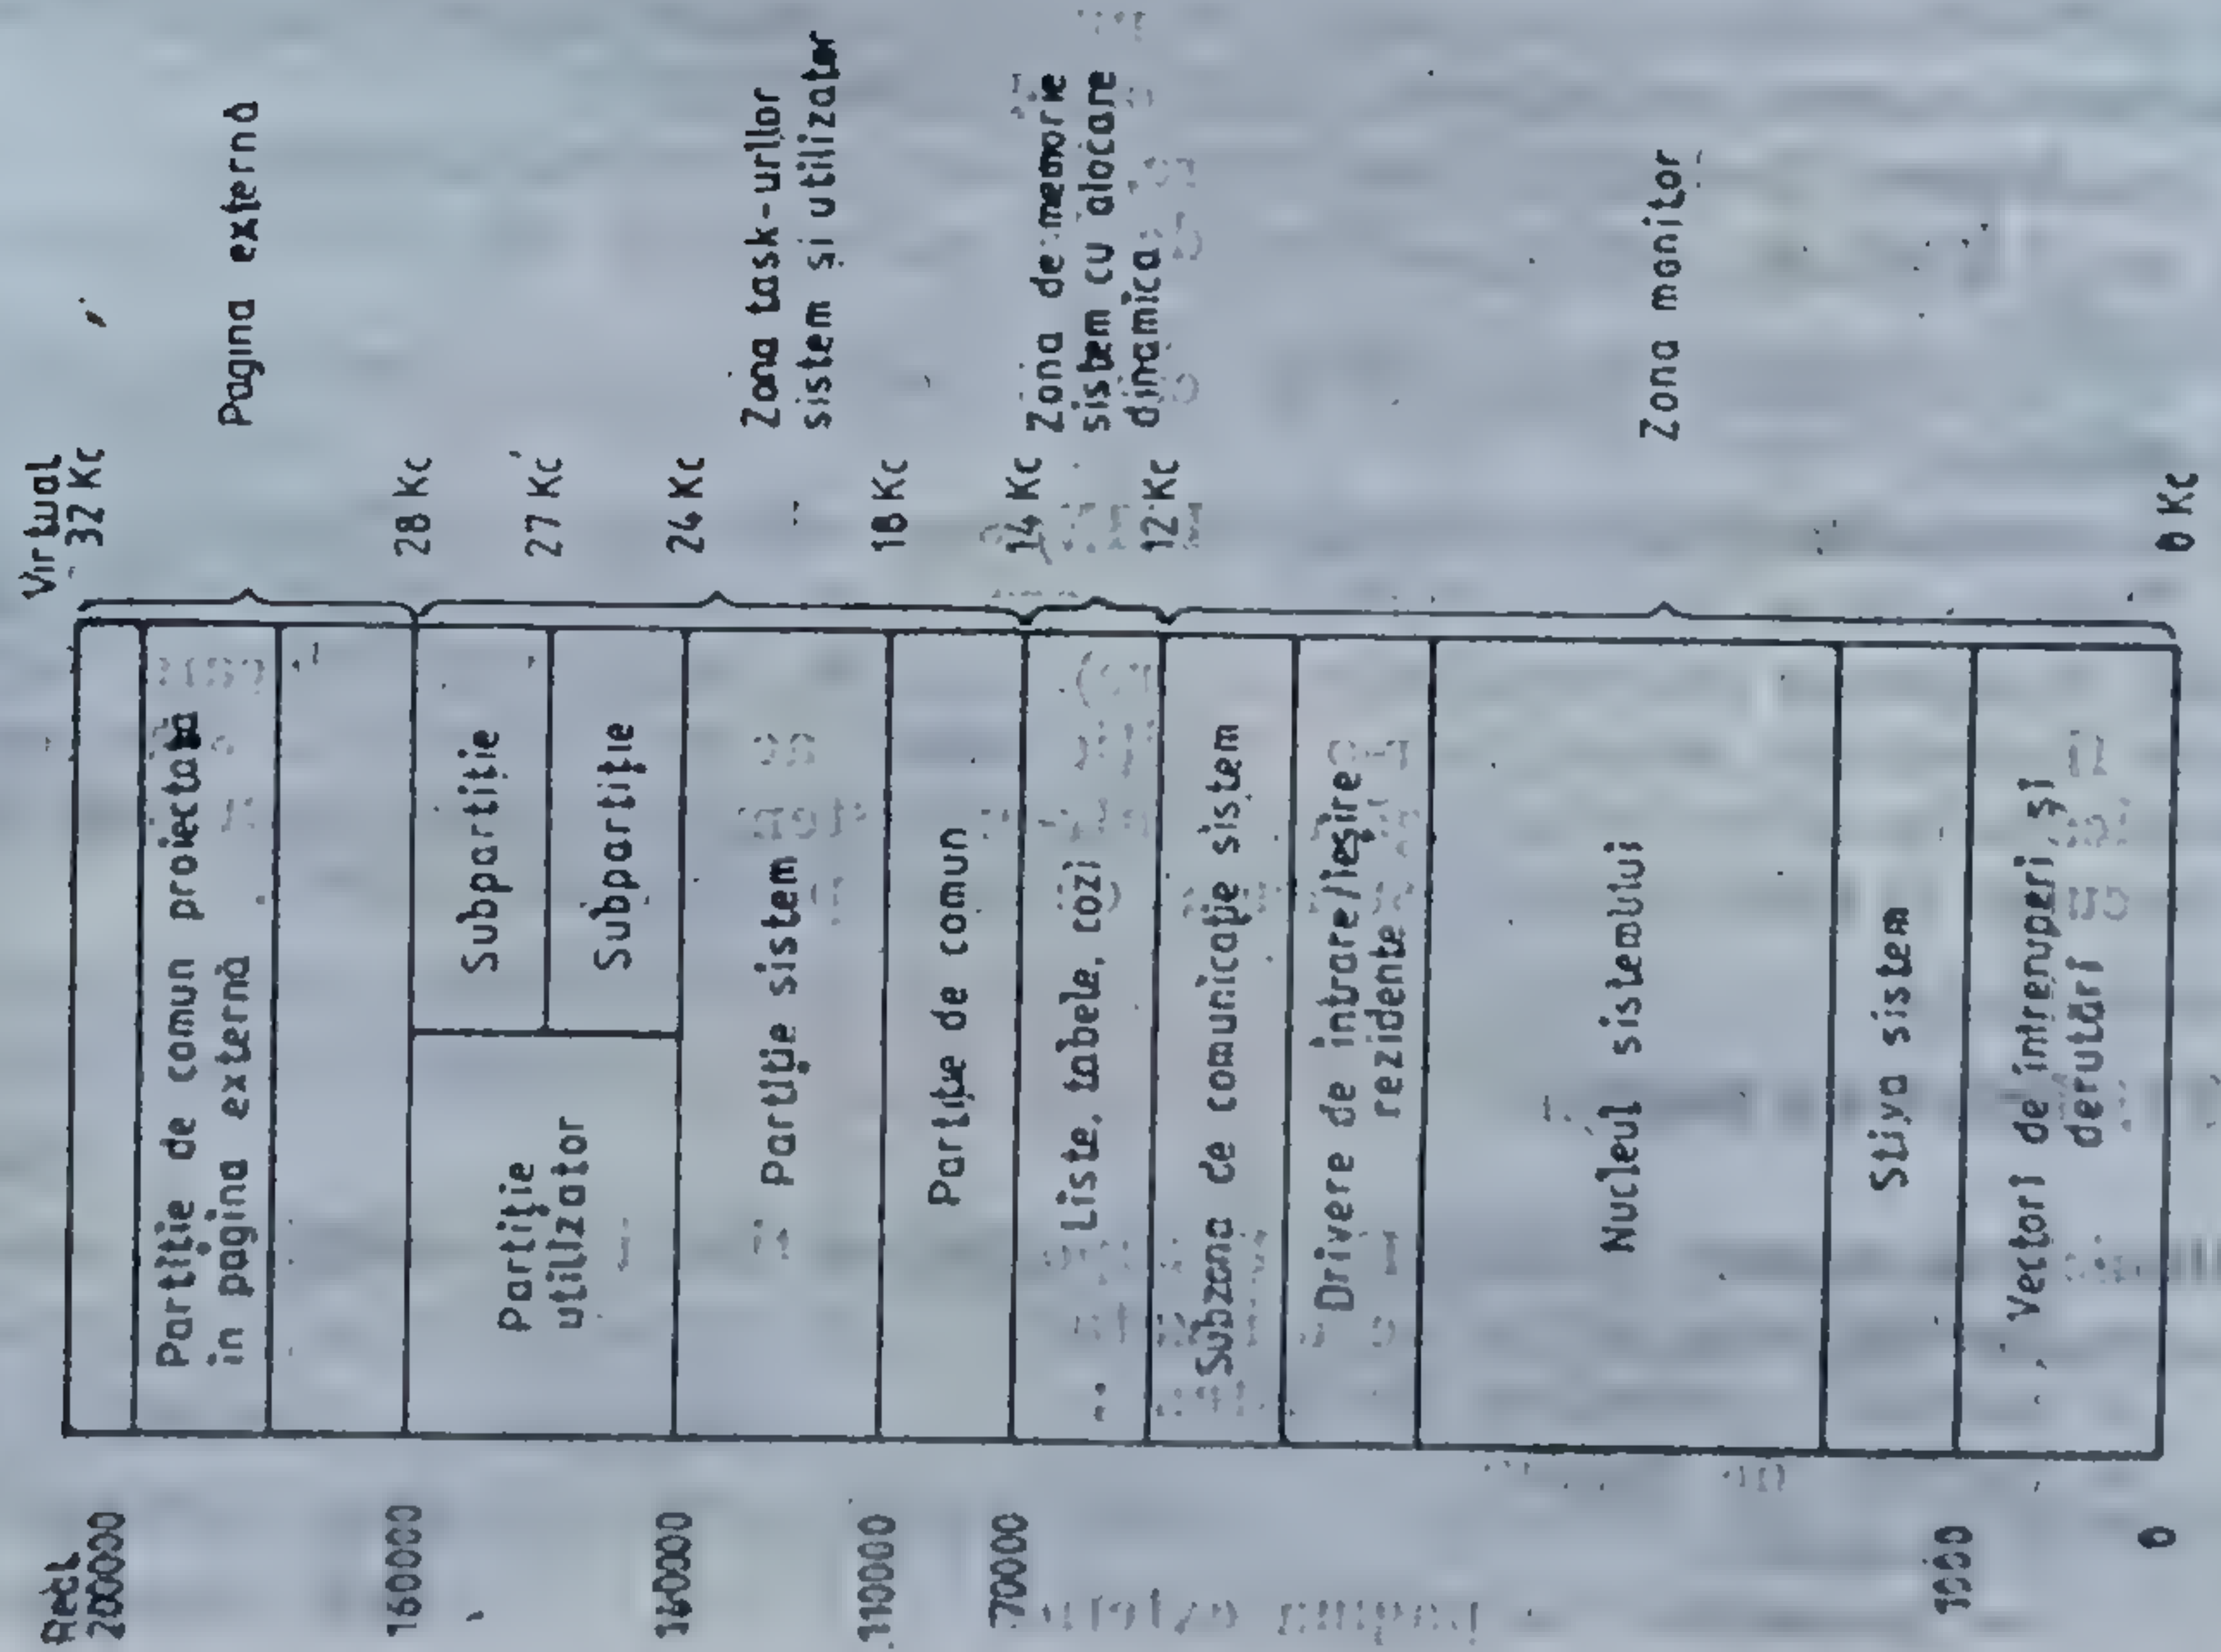 Real
200000
160000
140000
110000
70000
1000
0
Partiție de comun proiectată
în pagina externă
Partiție
utilizator
Subpartiție
Subpartiție
Partiție sistem
Partiție de comun
Liste, tabele, cozi
Subzona de comunicație sistem
Drivere de intrare/ieșire
rezidente
Nucleul sistemului
Stiva sistem
Vectori de întreruperi și
derutări
Virtual
32 Kc
28 Kc
27 Kc
24 Kc
18 Kc
14 Kc
12 Kc
0 Kc
Pagina externă
Zona task-urilor
sistem și utilizator
Zona de memorie
sistem cu alocare
dinamica
Zona monitor